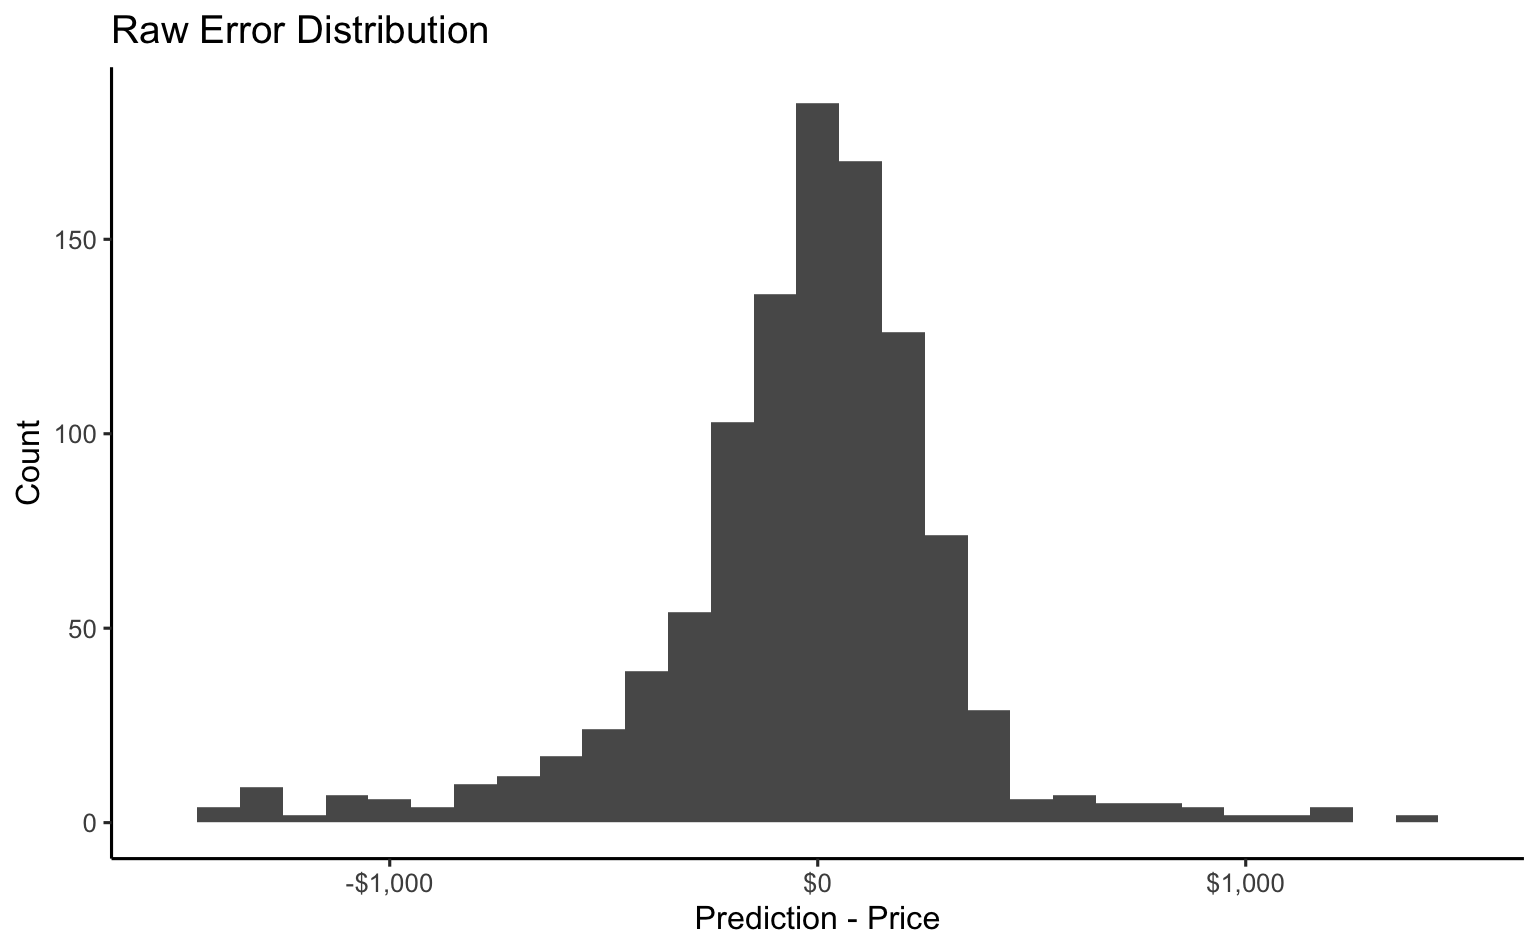 Raw Error Distribution
Count
150
100
50
0
-$1,000
$0
$1,000
Prediction - Price